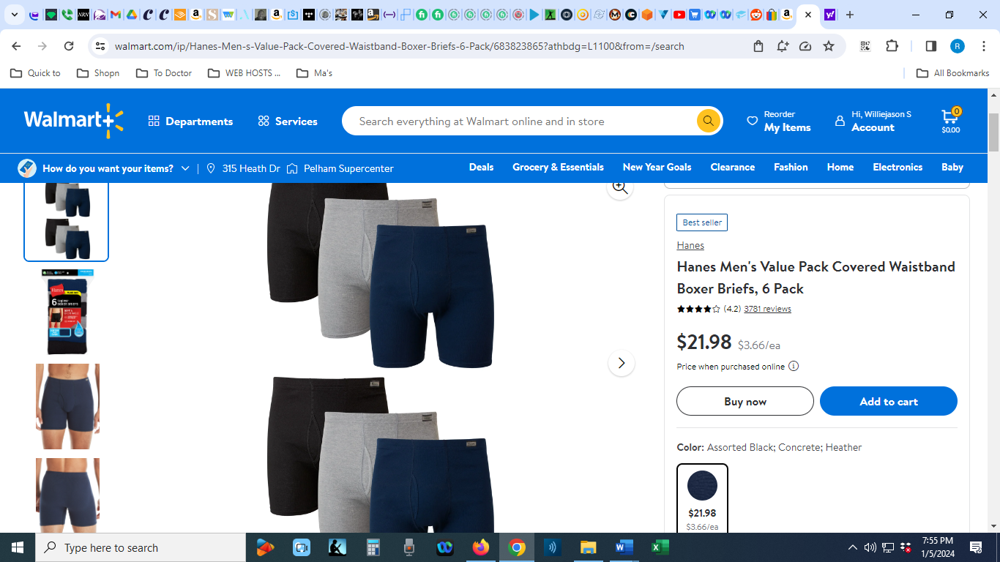 walmart.com/ip/Hanes-Men-s-Value-Pack-Covered-Waistband-Boxer-Briefs-6-Pack/683823865?athbdg=L1100&from=/search
R
Quick to
Shopn
To Doctor
WEB HOSTS ...
Ma's
All Bookmarks
Walmart+
Departments
Services
Search everything at Walmart online and in store
Reorder
My Items
Hi, Williejason S
Account
0
$0.00
How do you want your items?
315 Heath Dr
Pelham Supercenter
Deals
Grocery & Essentials
New Year Goals
Clearance
Fashion
Home
Electronics
Baby
Hanes
6
Best seller
Hanes
Hanes Men's Value Pack Covered Waistband
Boxer Briefs, 6 Pack
(4.2) 3781 reviews
$21.98 $3.66/ea
Price when purchased online
Buy now
Add to cart
Color: Assorted Black; Concrete; Heather
$21.98
$3.66/ea
Type here to search
7:55 PM
1/5/2024